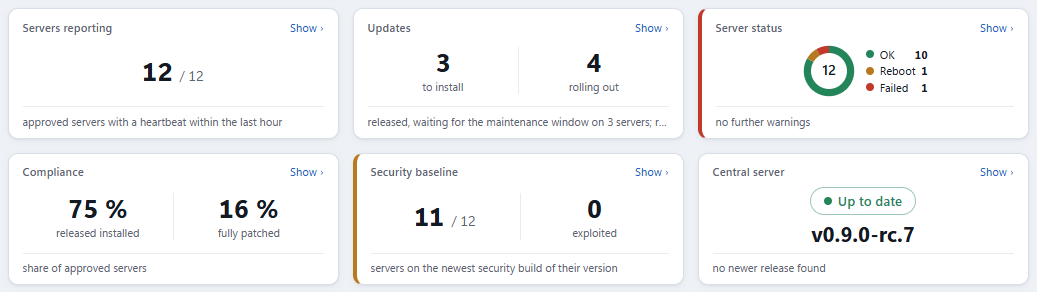 Servers reporting
Show ›
12 / 12
approved servers with a heartbeat within the last hour
Updates
Show ›
3
to install
4
rolling out
released, waiting for the maintenance window on 3 servers; r...
Server status
Show ›
12
OK 10
Reboot 1
Failed 1
no further warnings
Compliance
Show ›
75 %
released installed
16 %
fully patched
share of approved servers
Security baseline
Show ›
11 / 12
0
exploited
servers on the newest security build of their version
Central server
Show ›
Up to date
v0.9.0-rc.7
no newer release found